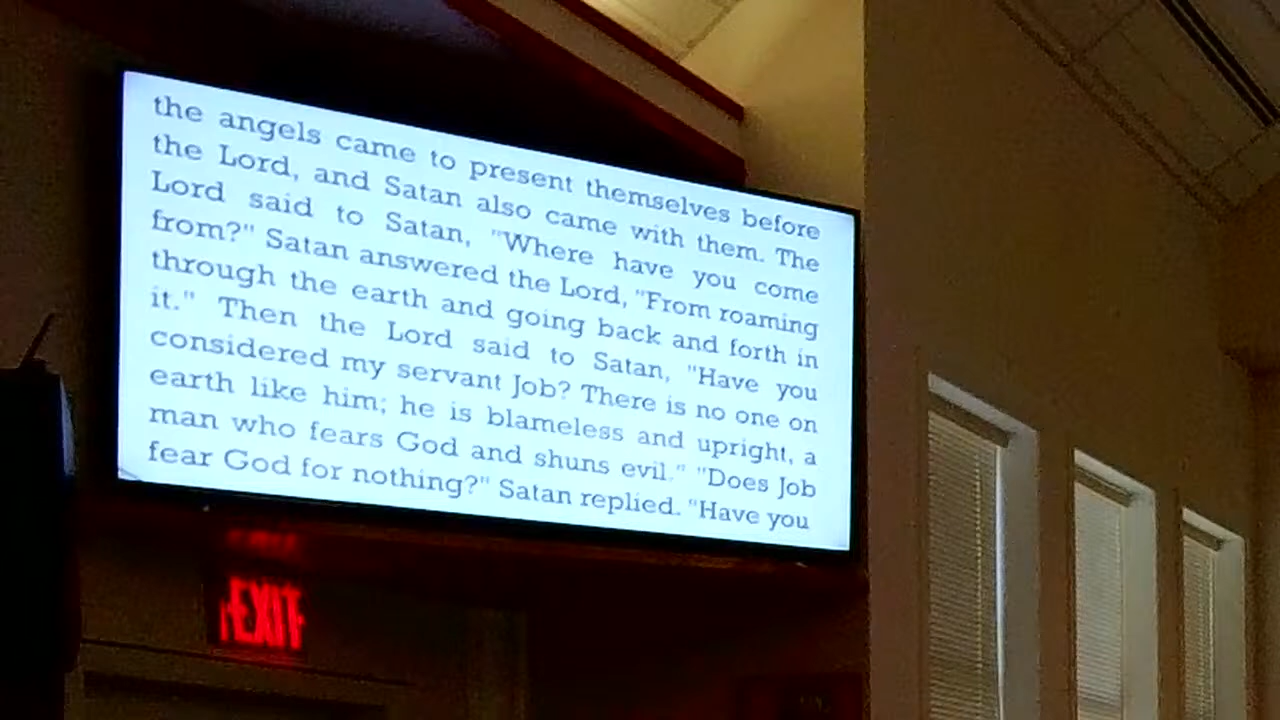 the angels came to present themselves before
the Lord, and Satan also came with them. The
Lord said to Satan, "Where have you come
from?" Satan answered the Lord, "From roaming
through the earth and going back and forth in
it." Then the Lord said to Satan, "Have you
considered my servant Job? There is no one on
earth like him; he is blameless and upright, a
man who fears God and shuns evil." "Does Job
fear God for nothing?" Satan replied. "Have you
EXIT